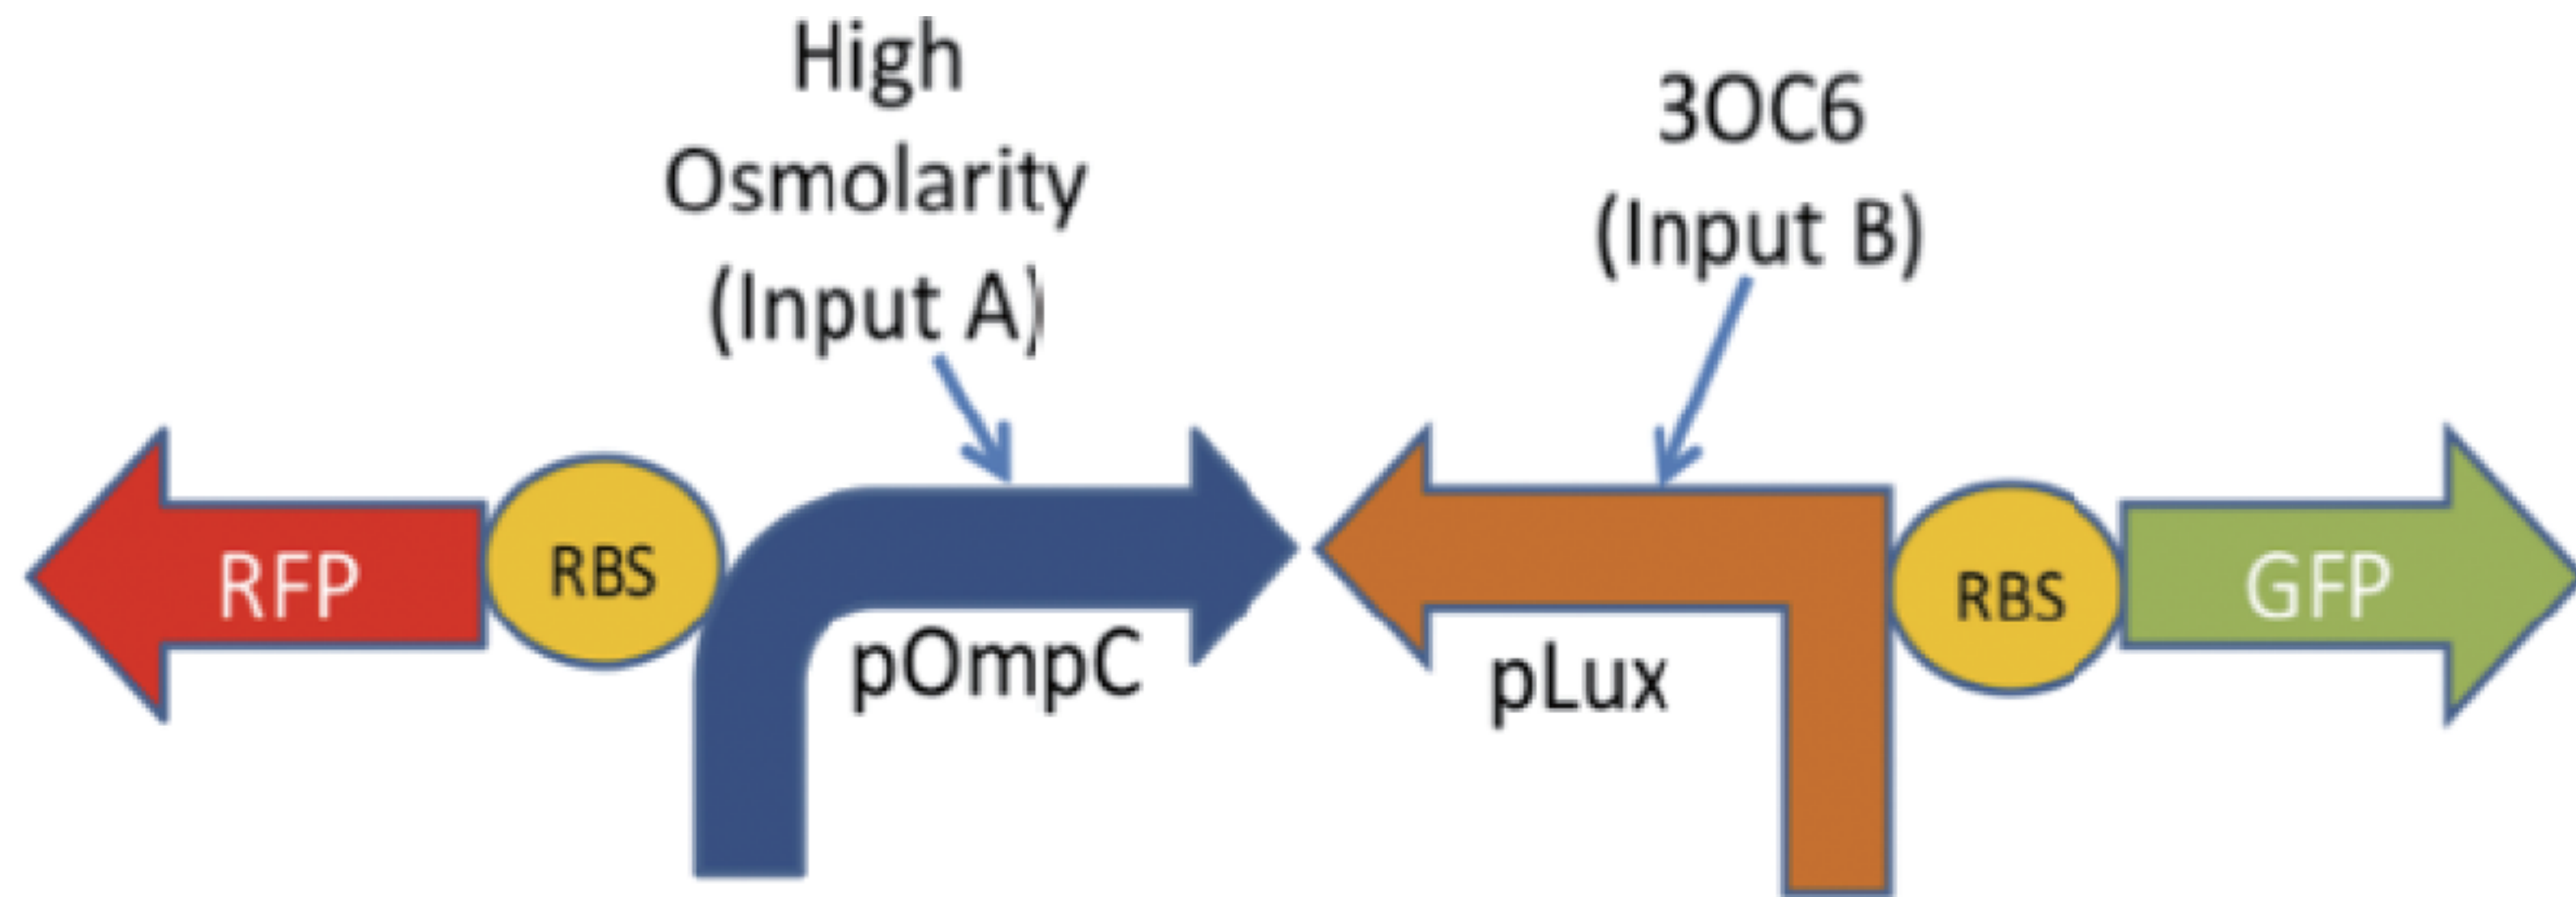 High
Osmolarity
(Input A)
3OC6
(Input B)
RFP
RBS
pOmpC
pLux
RBS
GFP